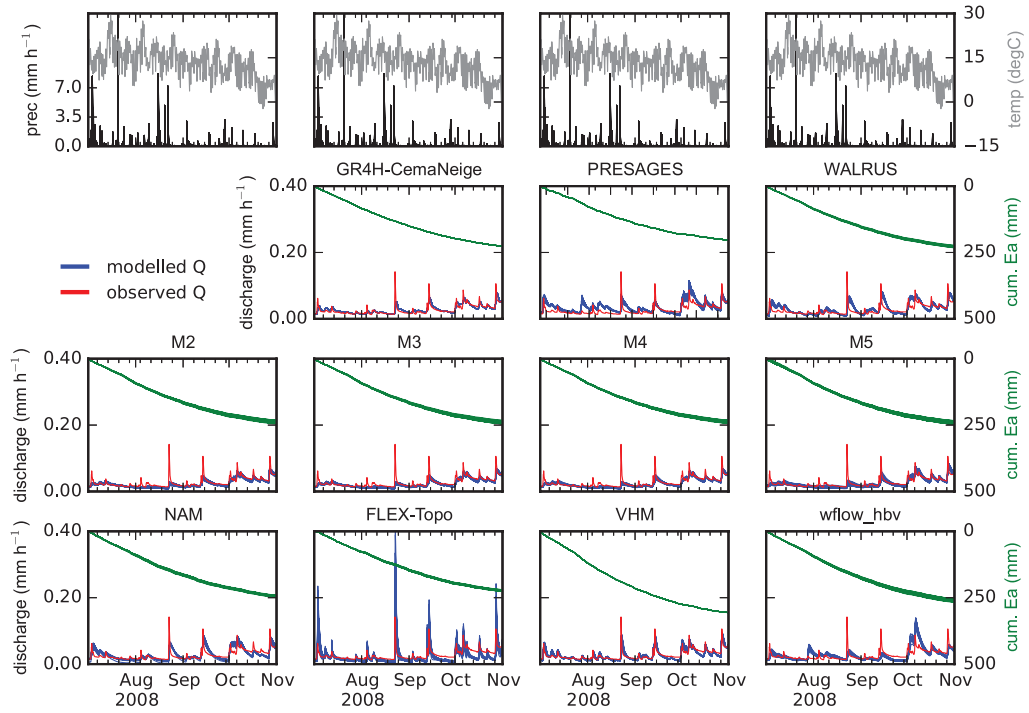 prec (mm h⁻¹)
7.0
3.5
0.0
30
15
0
−15
temp (degC)
GR4H-CemaNeige
PRESAGES
WALRUS
discharge (mm h⁻¹)
0.40
0.20
0.00
0
250
500
cum. Ea (mm)
modelled Q
observed Q
M2
M3
M4
M5
discharge (mm h⁻¹)
0.40
0.20
0.00
0
250
500
cum. Ea (mm)
NAM
FLEX-Topo
VHM
wflow_hbv
discharge (mm h⁻¹)
0.40
0.20
0.00
0
250
500
cum. Ea (mm)
Aug Sep Oct Nov
2008
Aug Sep Oct Nov
2008
Aug Sep Oct Nov
2008
Aug Sep Oct Nov
2008